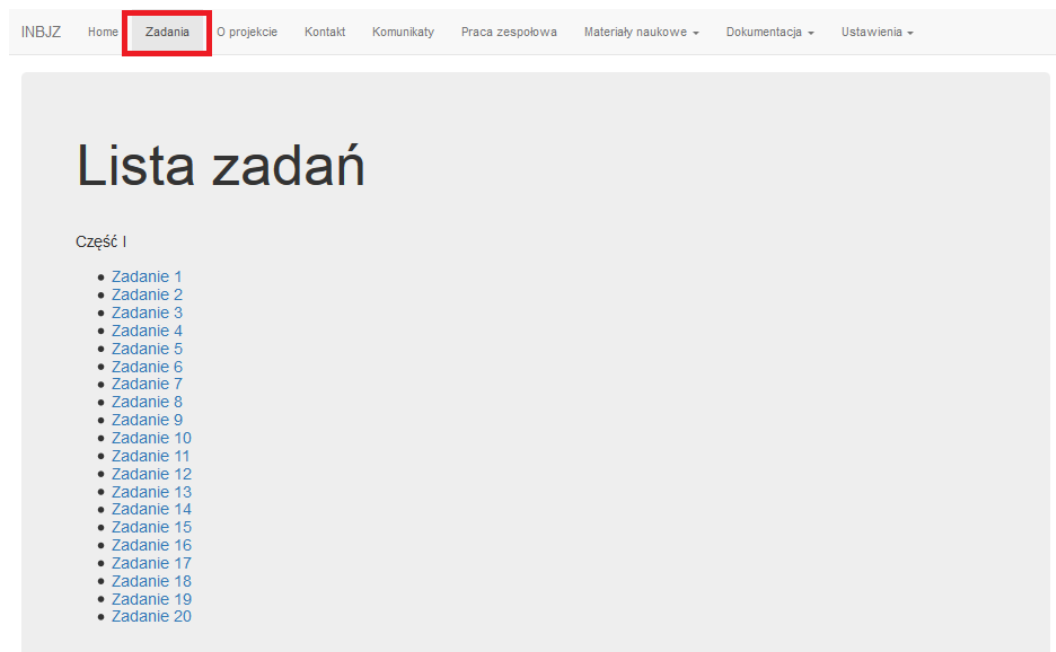 INBJZ Home Zadania O projekcie Kontakt Komunikaty Praca zespołowa Materiały naukowe Dokumentacja Ustawienia
Lista zadań
Część I
Zadanie 1
Zadanie 2
Zadanie 3
Zadanie 4
Zadanie 5
Zadanie 6
Zadanie 7
Zadanie 8
Zadanie 9
Zadanie 10
Zadanie 11
Zadanie 12
Zadanie 13
Zadanie 14
Zadanie 15
Zadanie 16
Zadanie 17
Zadanie 18
Zadanie 19
Zadanie 20